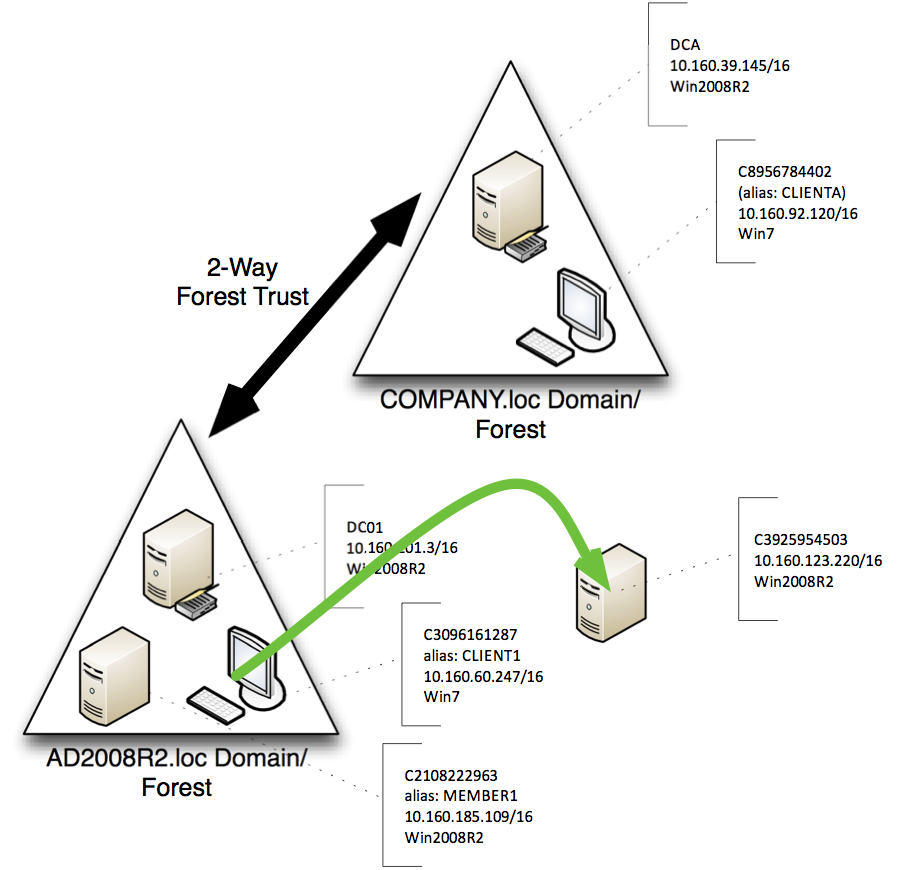 DCA
10.160.39.145/16
Win2008R2
C8956784402
(alias: CLIENTA)
10.160.92.120/16
Win7
2-Way
Forest Trust
COMPANY.loc Domain/
Forest
DC01
10.160.201.3/16
Win2008R2
C3925954503
10.160.123.220/16
Win2008R2
C3096161287
alias: CLIENT1
10.160.60.247/16
Win7
AD2008R2.loc Domain/
Forest
C2108222963
alias: MEMBER1
10.160.185.109/16
Win2008R2